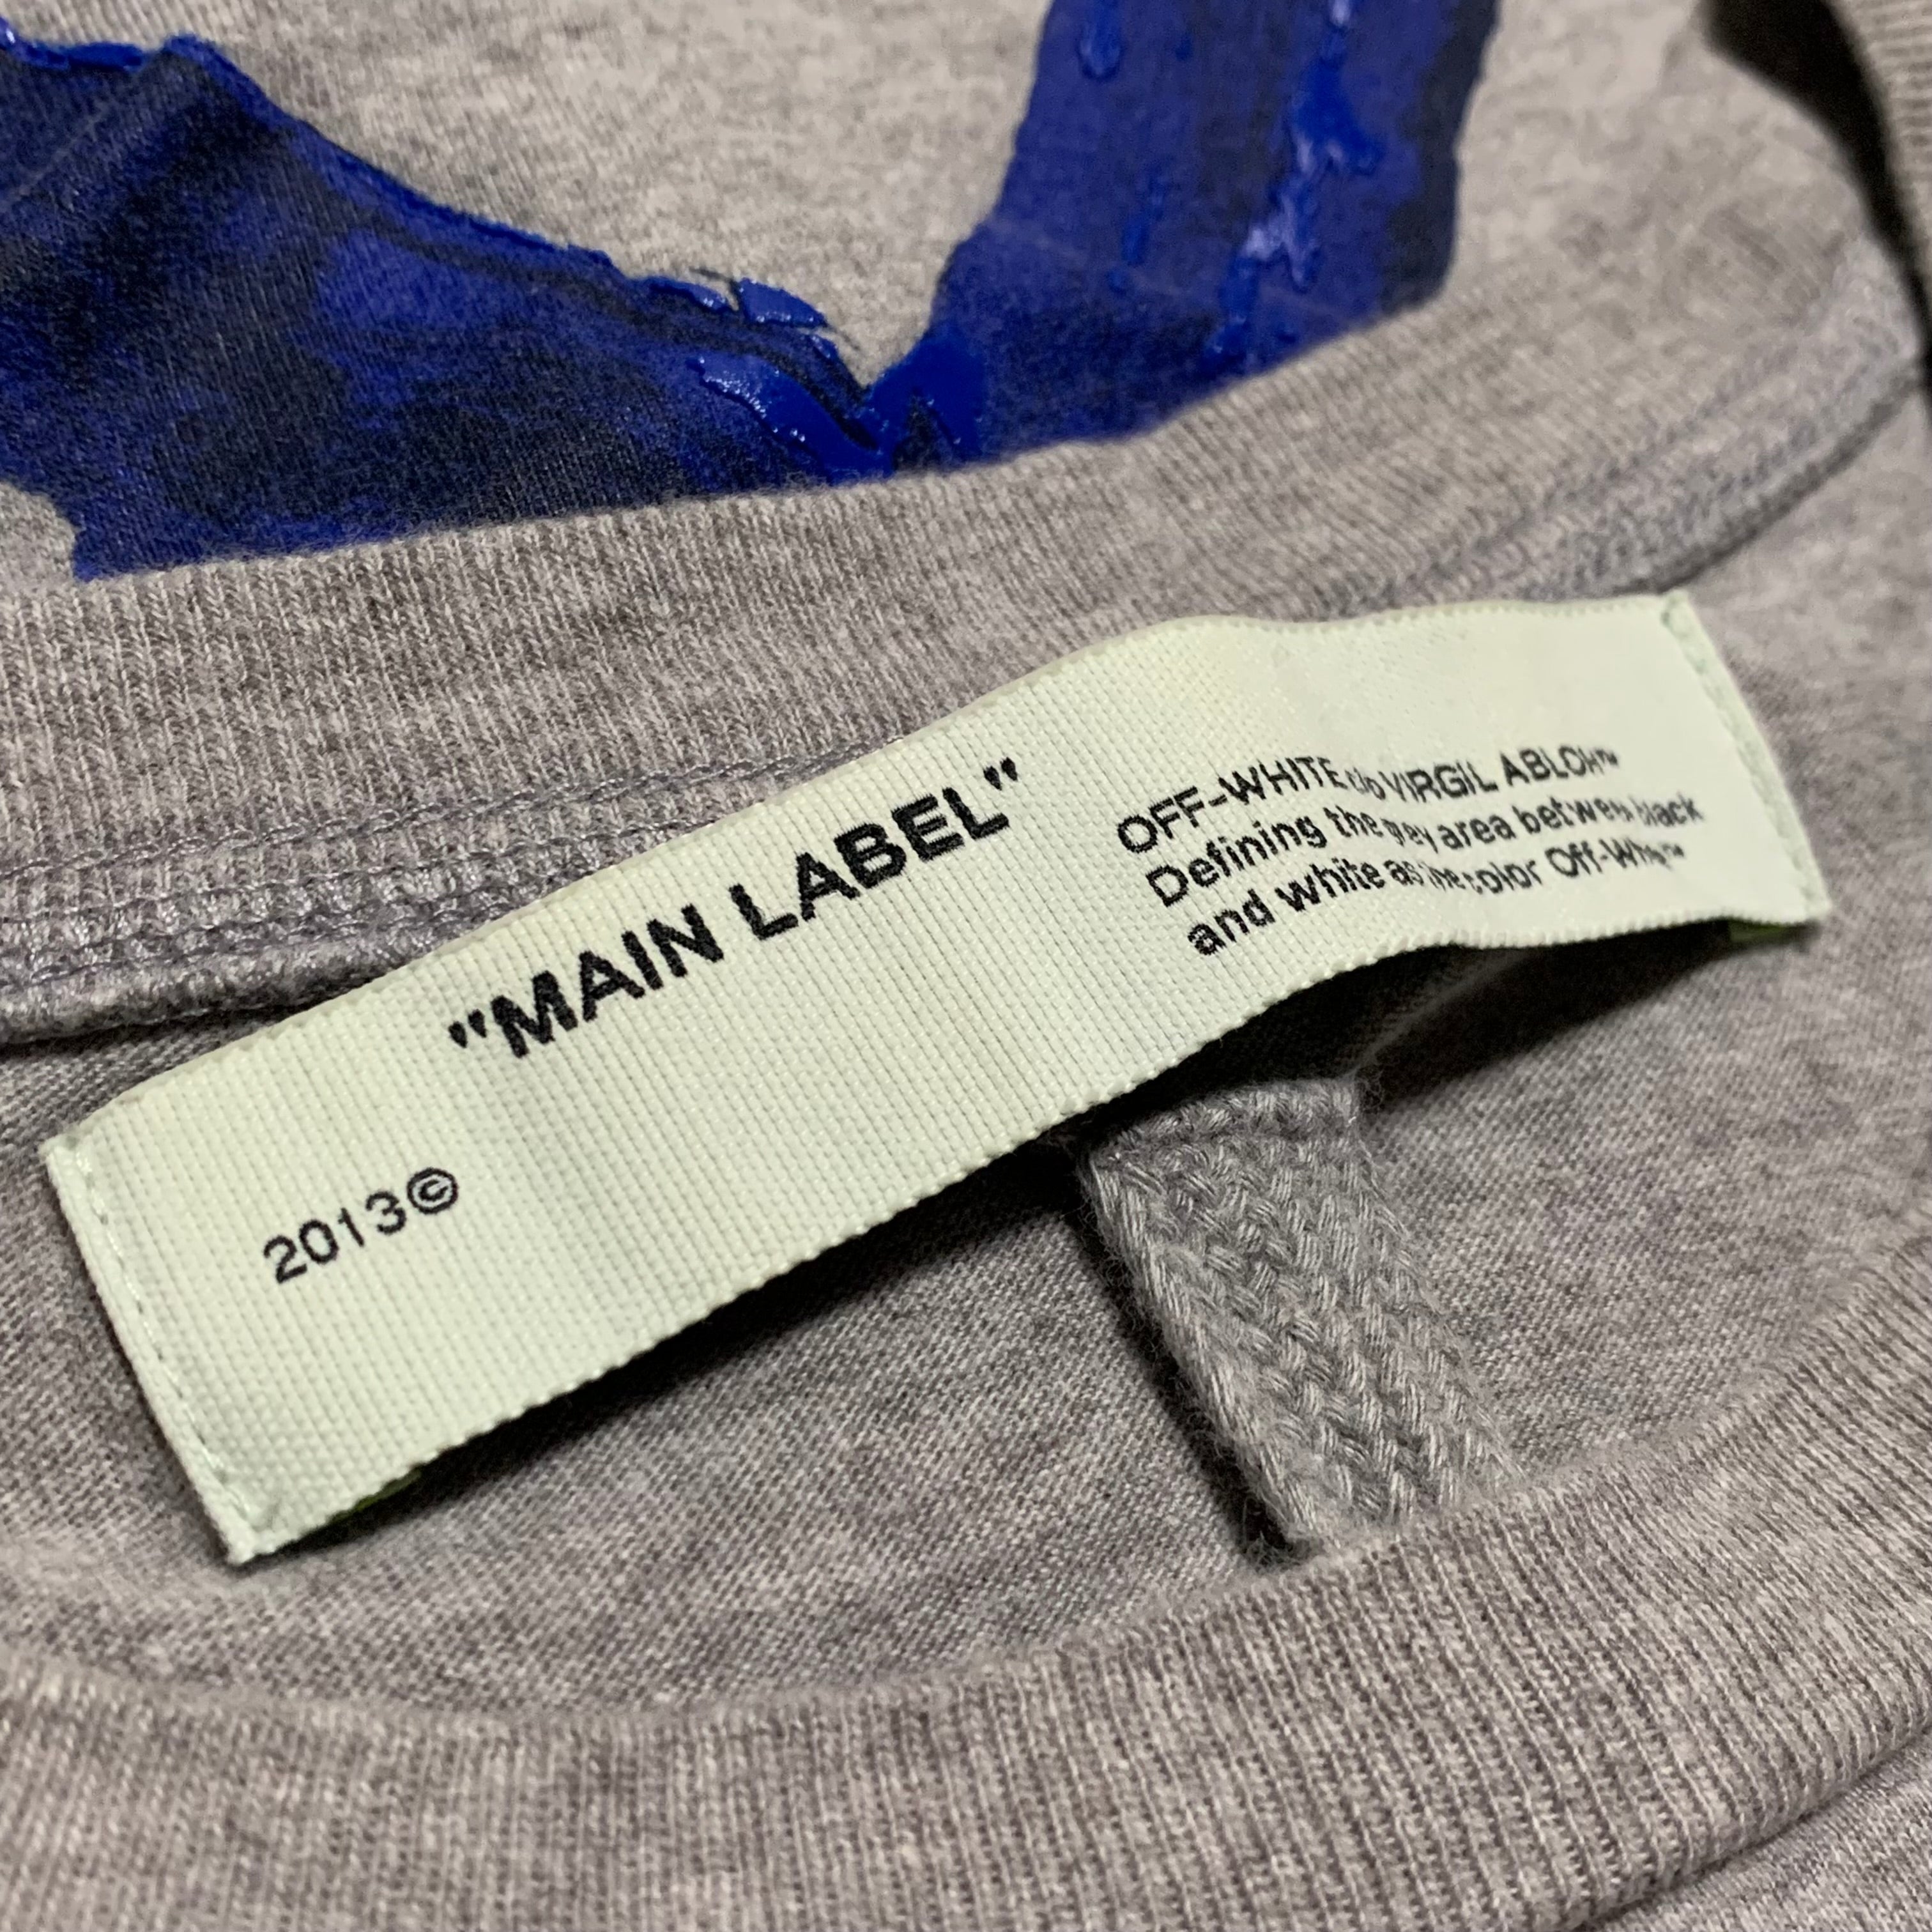 "MAIN LABEL"
2013©
OFF-WHITE c/o VIRGIL ABLOH™
Defining the grey area between black
and white as the color Off-White™